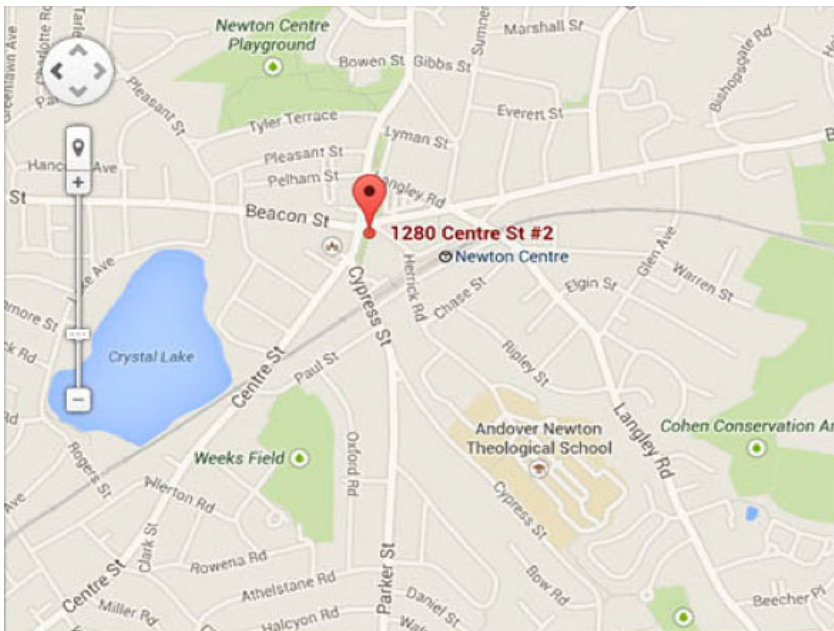 Newton Centre
Playground
Marshall St
Bishopsgate Rd
Bowen St
Gibbs St
Pleasant St
Everett St
Tyler Terrace
Lyman St
Pleasant St
Pelham St
Langley Rd
Beacon St
St
1280 Centre St #2
Newton Centre
Herrick Rd
Glen Ave
Warren St
Elgin St
Chase St
Cypress St
Crystal Lake
Centre St
Paul St
Ripley St
Langley Rd
Andover Newton
Theological School
Cohen Conservation Ar
Weeks Field
Oxford Rd
Rogers St
Allerton Rd
Clark St
Cypress St
Rowena Rd
Centre St
Athelstane Rd
Parker St
Bow Rd
Daniel St
Miller Rd
Halcyon Rd
Beecher Pl